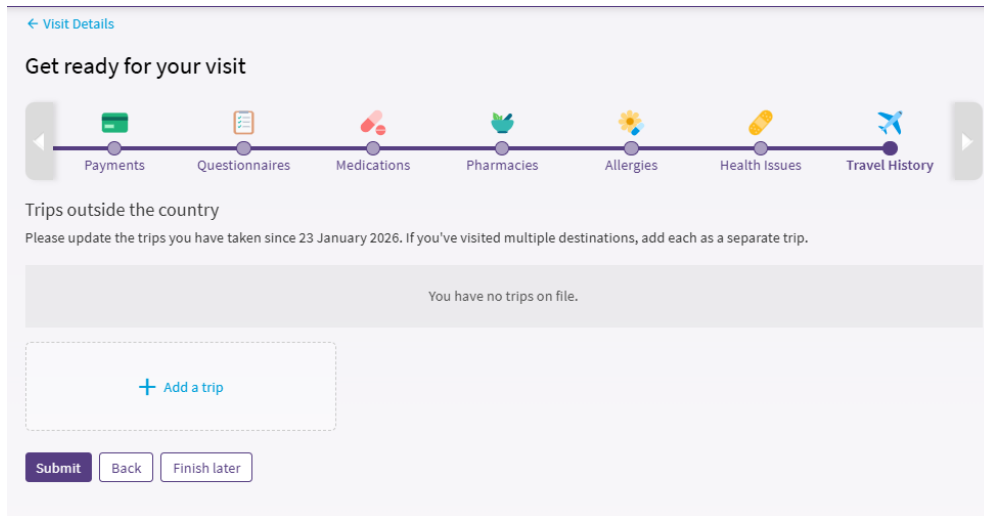 ← Visit Details
Get ready for your visit
Payments Questionnaires Medications Pharmacies Allergies Health Issues Travel History
Trips outside the country
Please update the trips you have taken since 23 January 2026. If you've visited multiple destinations, add each as a separate trip.
You have no trips on file.
+ Add a trip
Submit Back Finish later